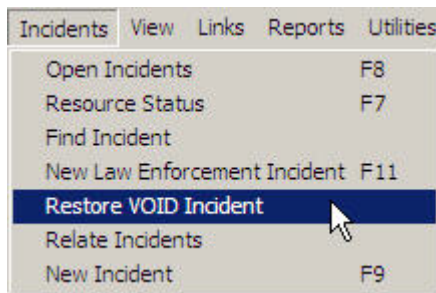 Incidents View Links Reports Utilities
Open Incidents F8
Resource Status F7
Find Incident
New Law Enforcement Incident F11
Restore VOID Incident
Relate Incidents
New Incident F9